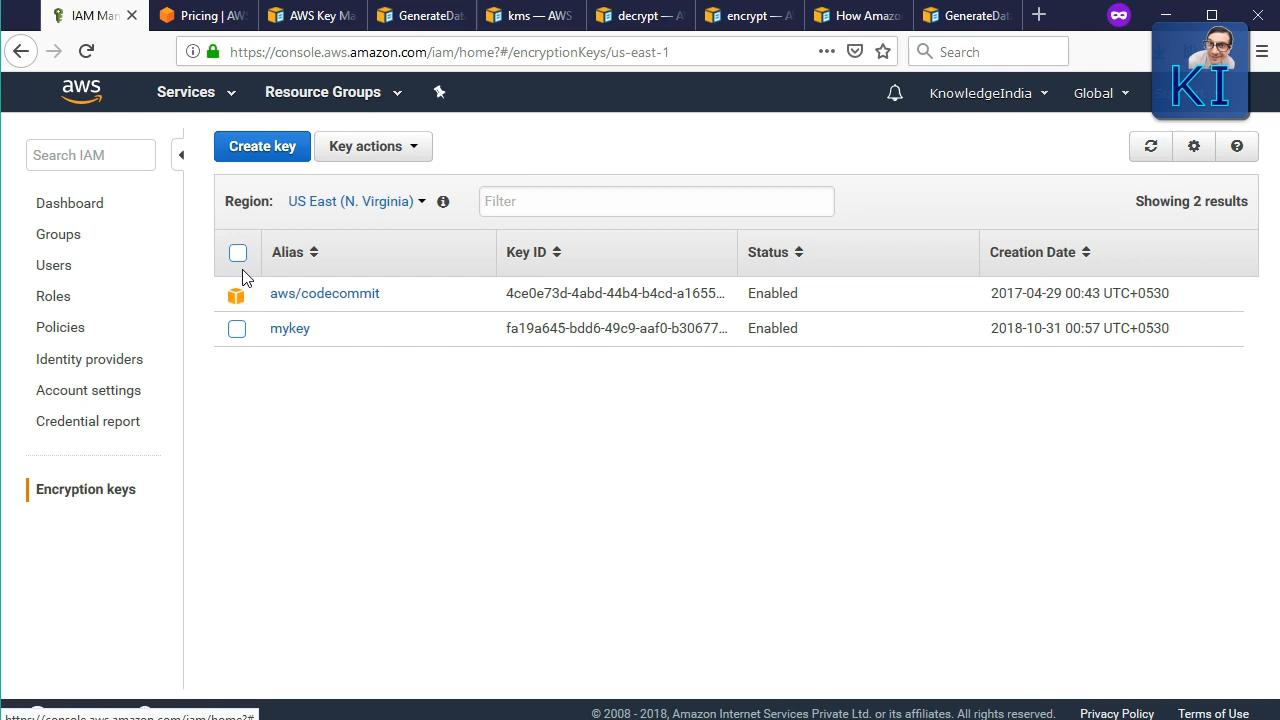 IAM Man
Pricing | AWS
AWS Key Ma
GenerateData
kms — AWS
decrypt — A
encrypt — A
How Amazo
GenerateDat
https://console.aws.amazon.com/iam/home?#/encryptionKeys/us-east-1
Search
KI
aws
Services
Resource Groups
KnowledgeIndia
Global
Search IAM
Create key
Key actions
Region:
US East (N. Virginia)
Filter
Showing 2 results
Dashboard
Groups
Users
Roles
Policies
Identity providers
Account settings
Credential report
Encryption keys
Alias
Key ID
Status
Creation Date
aws/codecommit
4ce0e73d-4abd-44b4-b4cd-a1655...
Enabled
2017-04-29 00:43 UTC+0530
mykey
fa19a645-bdd6-49c9-aaf0-b30677...
Enabled
2018-10-31 00:57 UTC+0530
https://console.aws.amazon.com/iam/home?#
© 2008 - 2018, Amazon Internet Services Private Ltd. or its affiliates. All rights reserved.
Privacy Policy
Terms of Use